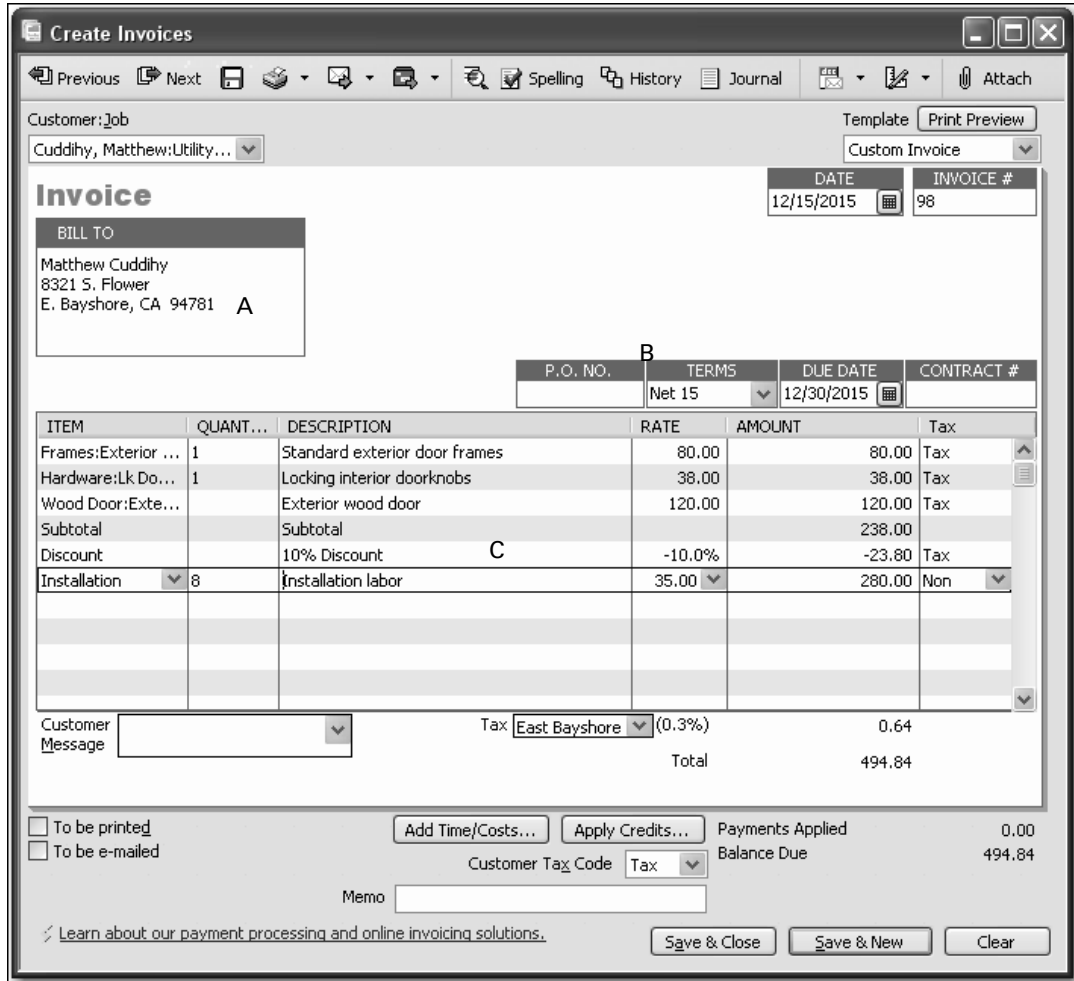 Create Invoices
Previous Next Spelling History Journal Attach
Customer:Job Template Print Preview
Cuddihy, Matthew:Utility... Custom Invoice
Invoice DATE INVOICE #
12/15/2015 98
BILL TO
Matthew Cuddihy
8321 S. Flower
E. Bayshore, CA 94781 A
B
P.O. NO. TERMS DUE DATE CONTRACT #
Net 15 12/30/2015
ITEM QUANT... DESCRIPTION RATE AMOUNT Tax
Frames:Exterior ... 1 Standard exterior door frames 80.00 80.00 Tax
Hardware:Lk Do... 1 Locking interior doorknobs 38.00 38.00 Tax
Wood Door:Exte... Exterior wood door 120.00 120.00 Tax
Subtotal Subtotal 238.00
Discount 10% Discount C -10.0% -23.80 Tax
Installation 8 Installation labor 35.00 280.00 Non
Customer Message Tax East Bayshore (0.3%) 0.64
Total 494.84
To be printed Add Time/Costs... Apply Credits... Payments Applied 0.00
To be e-mailed Customer Tax Code Tax Balance Due 494.84
Memo
Learn about our payment processing and online invoicing solutions. Save & Close Save & New Clear